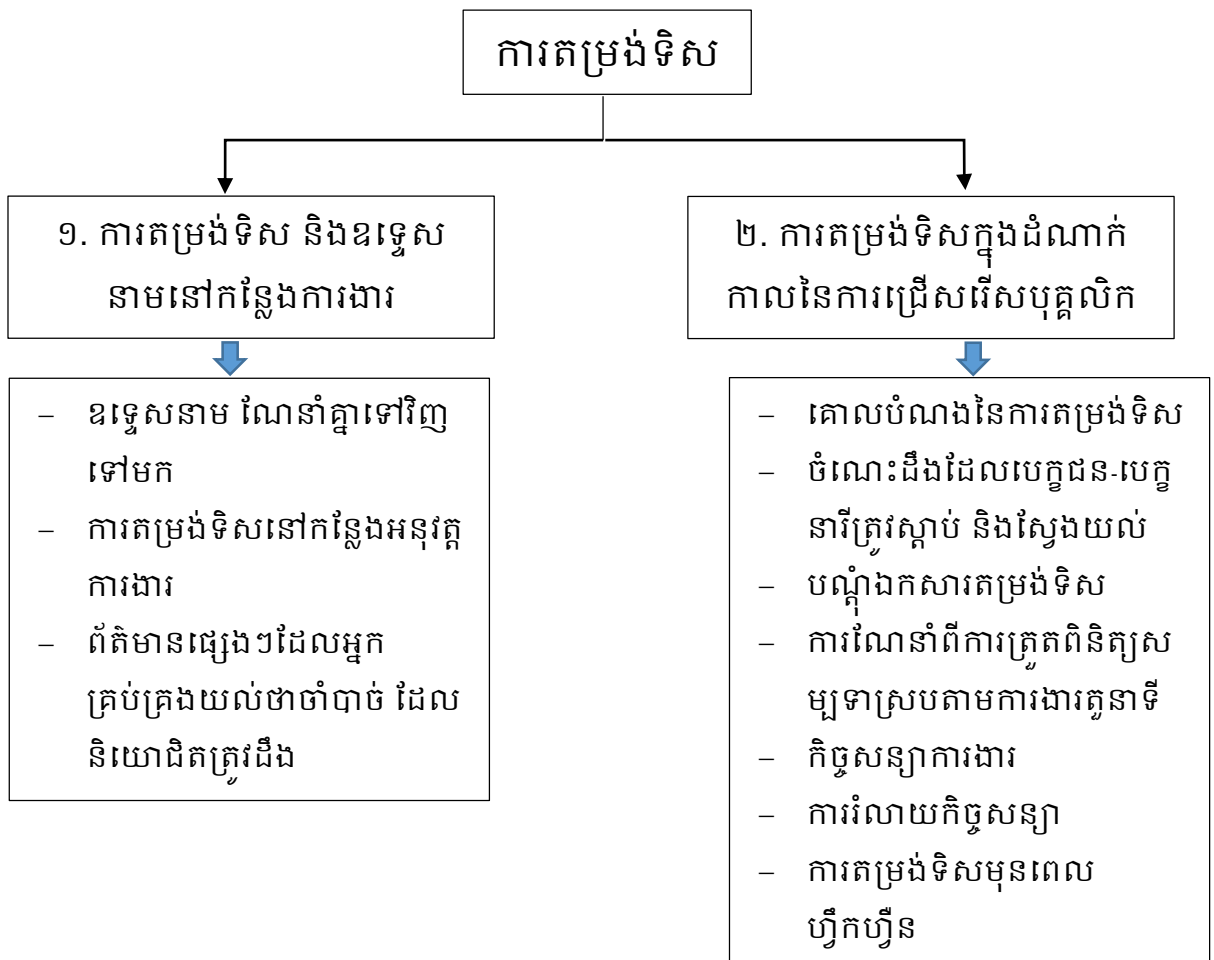 ការតម្រង់ទិស
១. ការតម្រង់ទិស និងឧទ្ទេស
នាមនៅកន្លែងការងារ
– ឧទ្ទេសនាម ណែនាំគ្នាទៅវិញ
ទៅមក
– ការតម្រង់ទិសនៅកន្លែងអនុវត្ត
ការងារ
– ព័ត៌មានផ្សេងៗដែលអ្នក
គ្រប់គ្រងយល់ថាចាំបាច់ ដែល
និយោជិតត្រូវដឹង
២. ការតម្រង់ទិសក្នុងដំណាក់
កាលនៃការជ្រើសរើសបុគ្គលិក
– គោលបំណងនៃការតម្រង់ទិស
– ចំណេះដឹងដែលបេក្ខជន-បេក្ខ
នារីត្រូវស្តាប់ និងស្វែងយល់
– បណ្តុំឯកសារតម្រង់ទិស
– ការណែនាំពីការត្រួតពិនិត្យស
ម្បទាស្របតាមការងារតួនាទី
– កិច្ចសន្យាការងារ
– ការរំលាយកិច្ចសន្យា
– ការតម្រង់ទិសមុនពេល
ហ្វឹកហ្វឺន